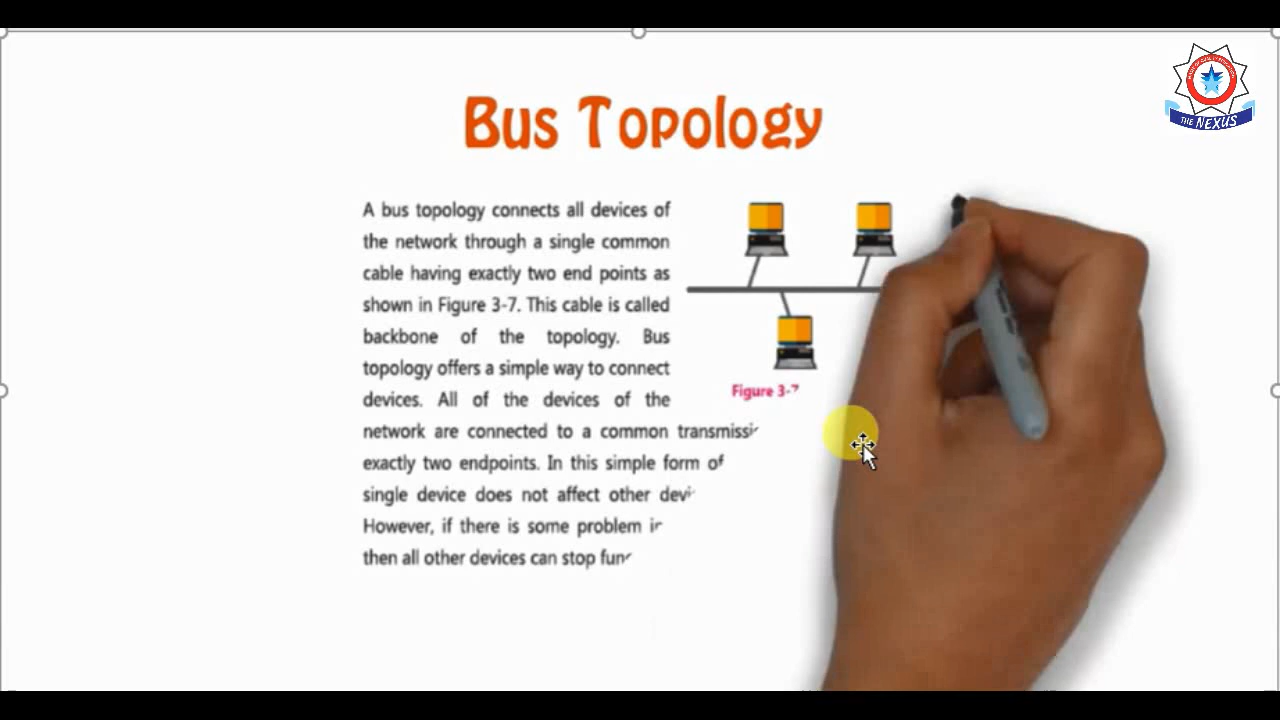 THE NEXUS
Bus Topology
A bus topology connects all devices of
the network through a single common
cable having exactly two end points as
shown in Figure 3-7. This cable is called
backbone of the topology. Bus
topology offers a simple way to connect
devices. All of the devices of the
network are connected to a common
exactly two endpoints. In this simple form of
single device does not affect other
However, if there is some problem
then all other devices can stop
Figure 3-7